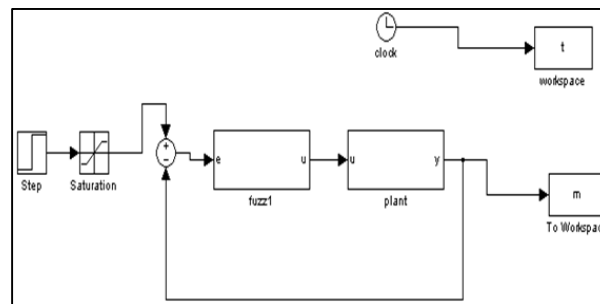 clock
t
workspace
Step
Saturation
+
−
e
u
fuzz1
u
y
plant
m
To Workspac